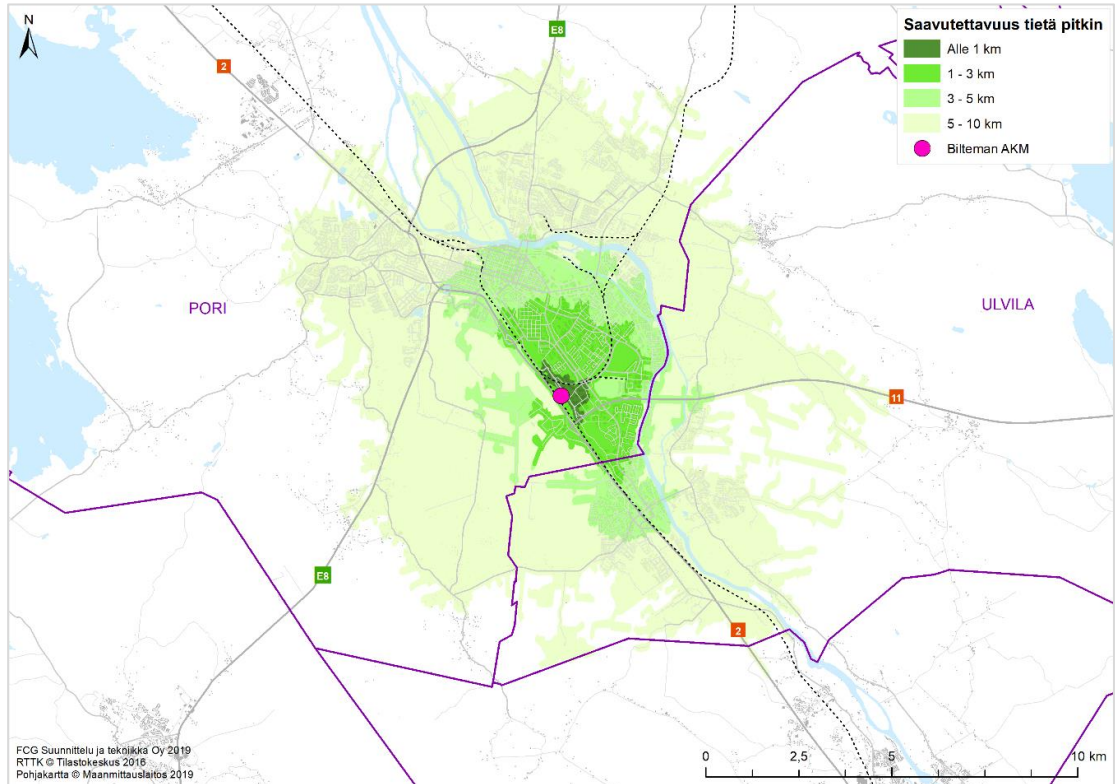 N
E8
2
Saavutettavuus tietä pitkin
Alle 1 km
1 - 3 km
3 - 5 km
5 - 10 km
Bilteman AKM
PORI
ULVILA
11
E8
2
FCG Suunnittelu ja tekniikka Oy 2019
RTTK © Tilastokeskus 2016
Pohjakartta © Maanmittauslaitos 2019
0 2,5 5 10 km